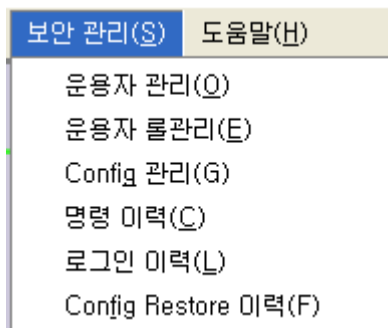 보안 관리(S) 도움말(H)
운용자 관리(O)
운용자 롤관리(E)
Config 관리(G)
명령 이력(C)
로그인 이력(L)
Config Restore 이력(F)